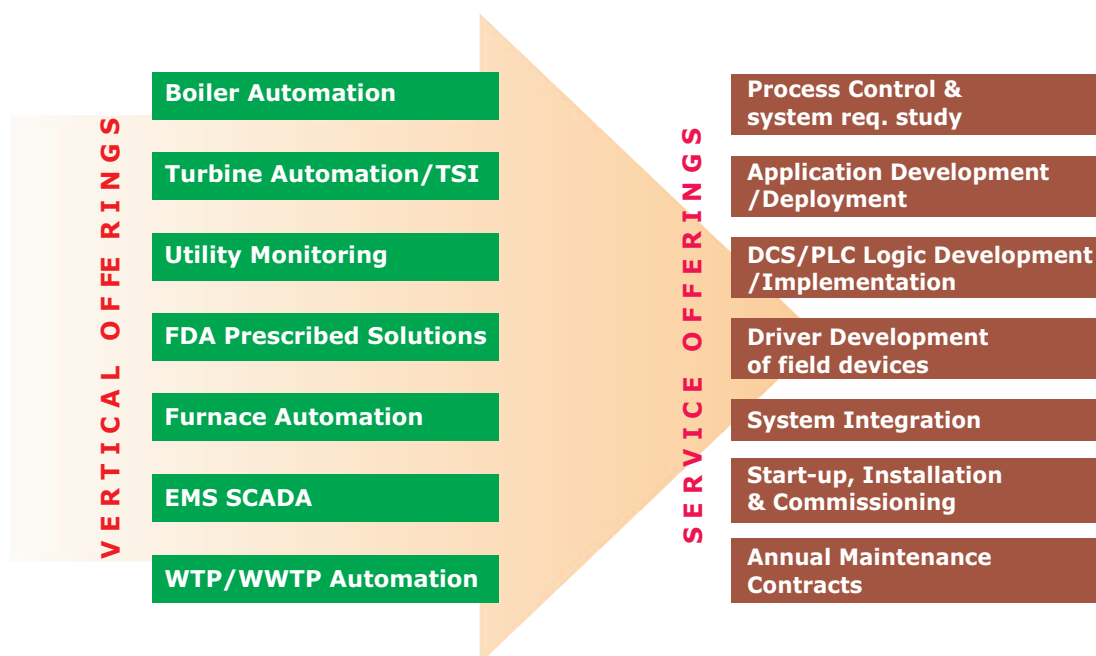 VERTICAL OFFERINGS
Boiler Automation
Turbine Automation/TSI
Utility Monitoring
FDA Prescribed Solutions
Furnace Automation
EMS SCADA
WTP/WWTP Automation
SERVICE OFFERINGS
Process Control &
system req. study
Application Development
/Deployment
DCS/PLC Logic Development
/Implementation
Driver Development
of field devices
System Integration
Start-up, Installation
& Commissioning
Annual Maintenance
Contracts